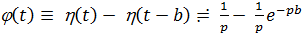 φ(t) ≡ η(t) − η(t − b) ≓ 1/p − 1/p e^{−pb}